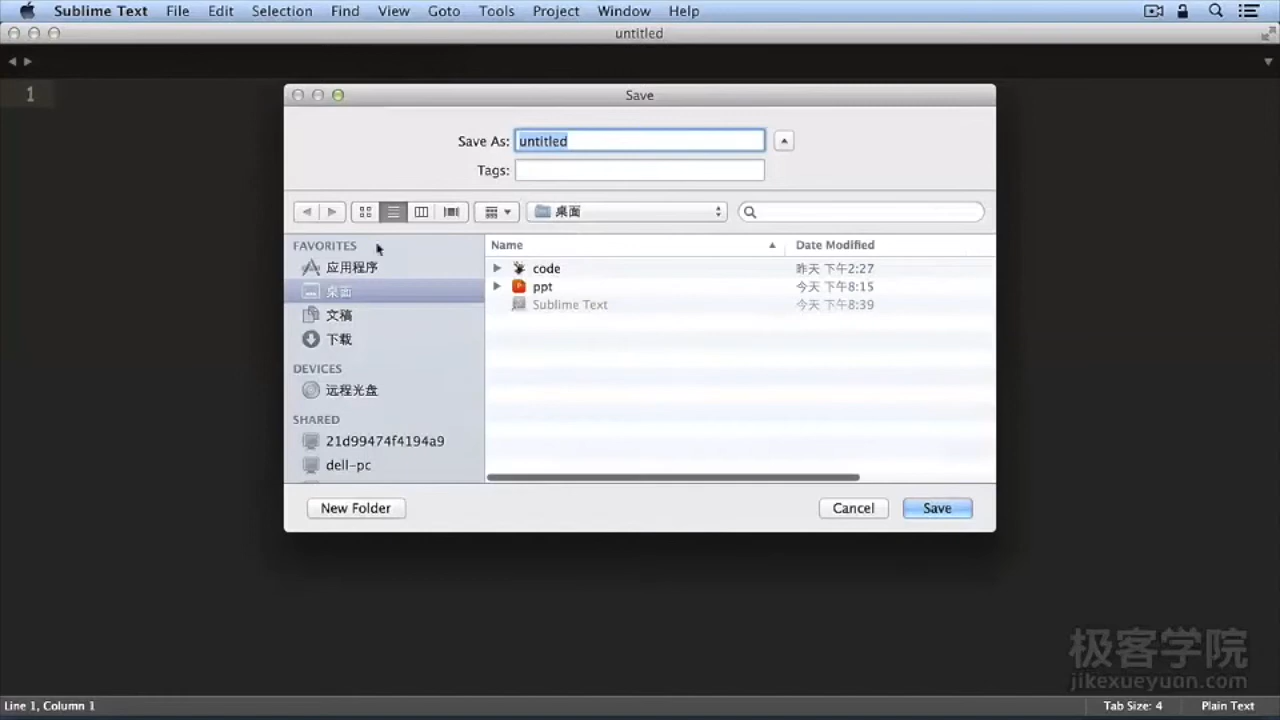 Sublime Text File Edit Selection Find View Goto Tools Project Window Help
untitled
1
Save
Save As: untitled
Tags:
桌面
FAVORITES
应用程序
桌面
文稿
下载
DEVICES
远程光盘
SHARED
21d99474f4194a9
dell-pc
Name Date Modified
code 昨天 下午2:27
ppt 今天 下午8:15
Sublime Text 今天 下午8:39
New Folder Cancel Save
极客学院
jikexueyuan.com
Line 1, Column 1 Tab Size: 4 Plain Text